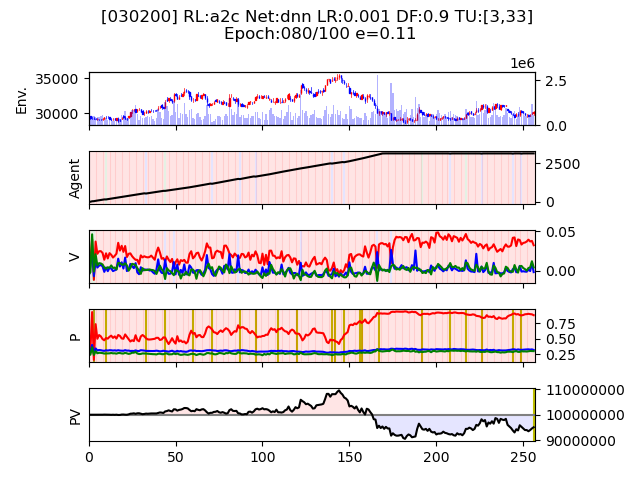 [030200] RL:a2c Net:dnn LR:0.001 DF:0.9 TU:[3,33]
Epoch:080/100 e=0.11
1e6
35000
30000
Env.
2.5
0.0
Agent
2500
0
V
0.05
0.00
P
0.75
0.50
0.25
PV
110000000
100000000
90000000
0 50 100 150 200 250